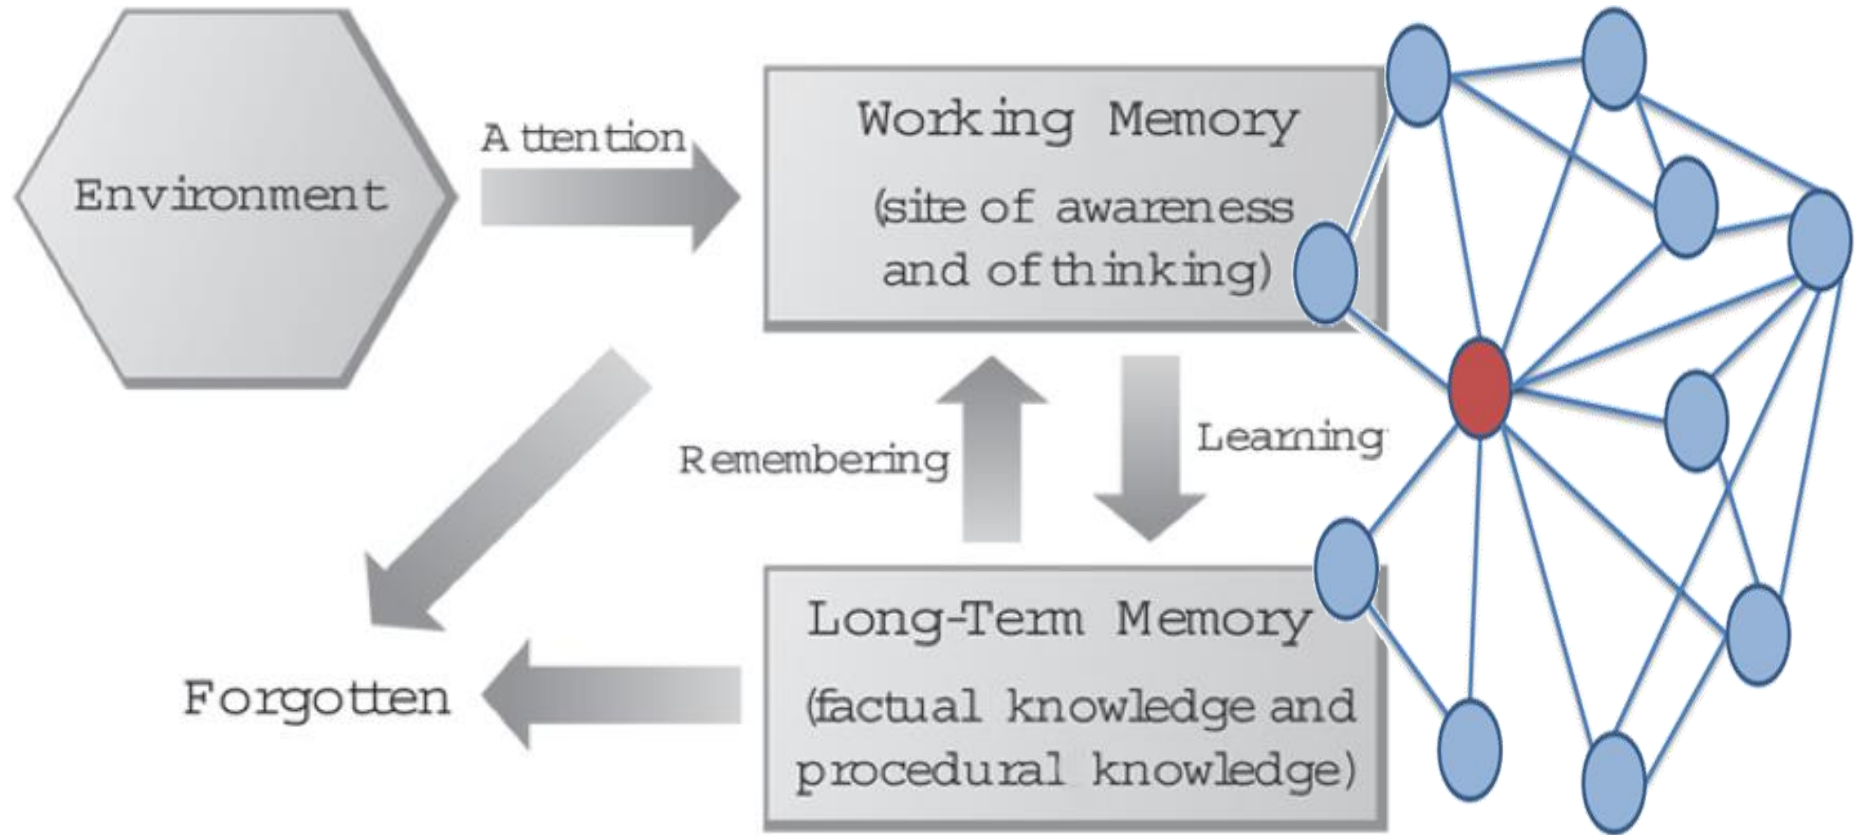 Environment
Attention
Working Memory
(site of awareness
and of thinking)
Remembering
Learning
Forgotten
Long-Term Memory
(factual knowledge and
procedural knowledge)